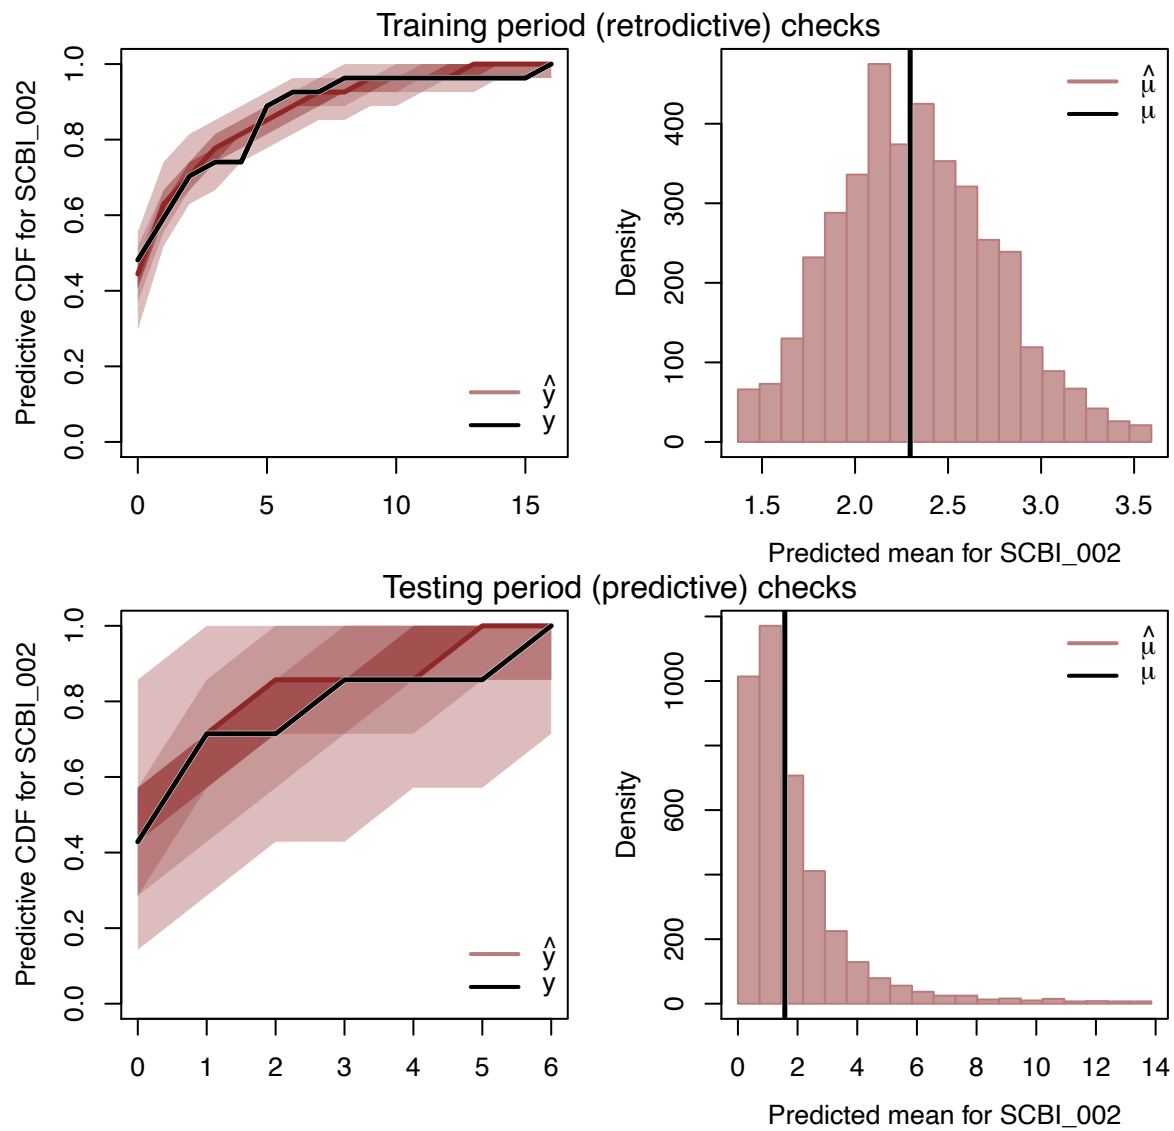 Training period (retrodictive) checks
Predictive CDF for SCBI_002
0.0 0.2 0.4 0.6 0.8 1.0
0 5 10 15
ŷ
y
Density
0 100 200 300 400
1.5 2.0 2.5 3.0 3.5
Predicted mean for SCBI_002
μ̂
μ
Testing period (predictive) checks
Predictive CDF for SCBI_002
0.0 0.2 0.4 0.6 0.8 1.0
0 1 2 3 4 5 6
ŷ
y
Density
0 200 600 1000
0 2 4 6 8 10 12 14
Predicted mean for SCBI_002
μ̂
μ